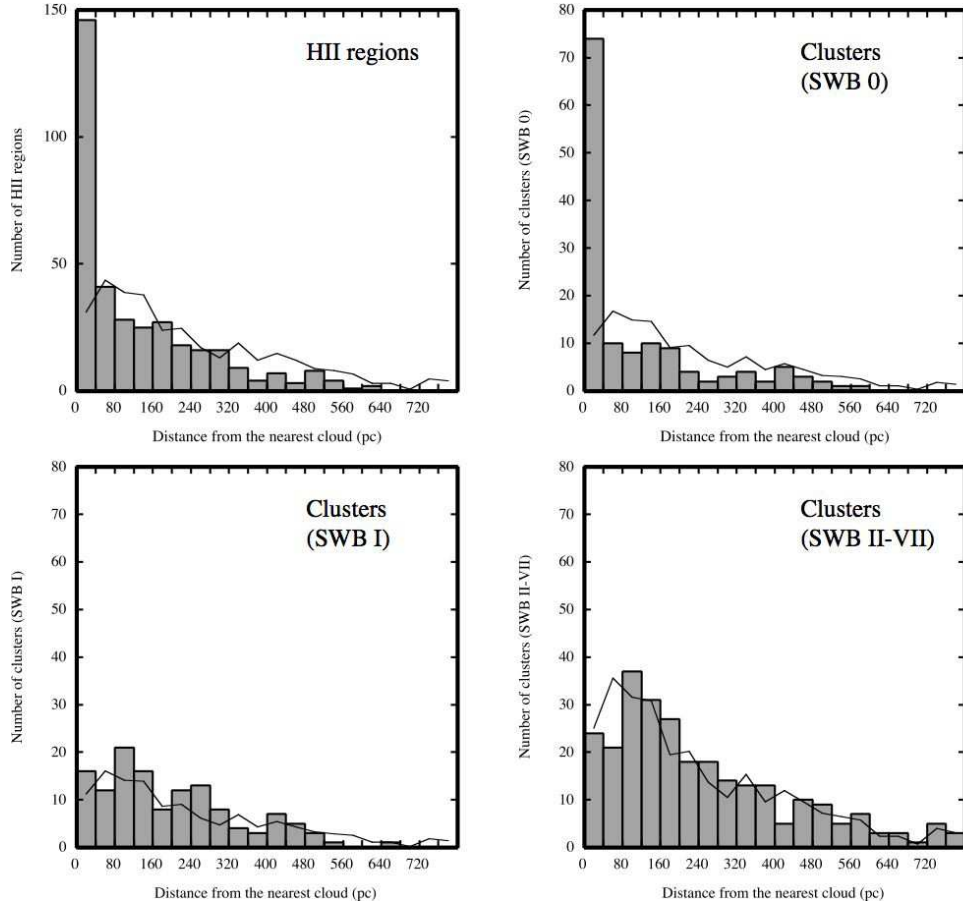 HII regions
Number of HII regions
150
100
50
0
0 80 160 240 320 400 480 560 640 720
Distance from the nearest cloud (pc)
Clusters
(SWB 0)
Number of clusters (SWB 0)
80
70
60
50
40
30
20
10
0
0 80 160 240 320 400 480 560 640 720
Distance from the nearest cloud (pc)
Clusters
(SWB I)
Number of clusters (SWB I)
80
70
60
50
40
30
20
10
0
0 80 160 240 320 400 480 560 640 720
Distance from the nearest cloud (pc)
Clusters
(SWB II-VII)
Number of clusters (SWB II-VII)
80
70
60
50
40
30
20
10
0
0 80 160 240 320 400 480 560 640 720
Distance from the nearest cloud (pc)